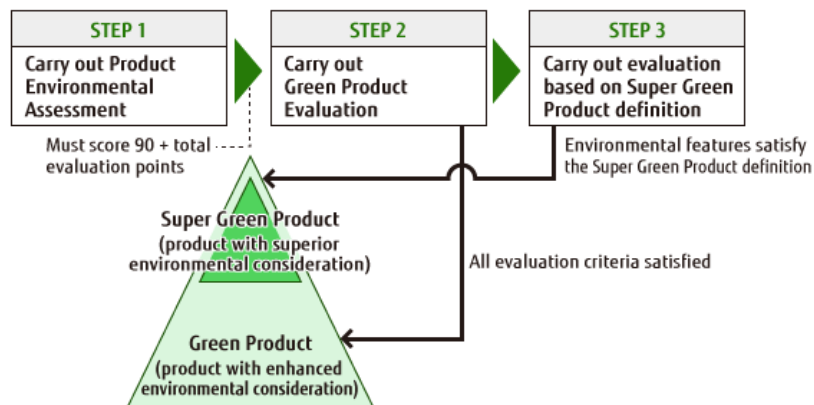 STEP 1
Carry out Product
Environmental
Assessment
STEP 2
Carry out
Green Product
Evaluation
STEP 3
Carry out evaluation
based on Super Green
Product definition
Must score 90 + total
evaluation points
Environmental features satisfy
the Super Green Product definition
Super Green Product
(product with superior
environmental consideration)
All evaluation criteria satisfied
Green Product
(product with enhanced
environmental consideration)